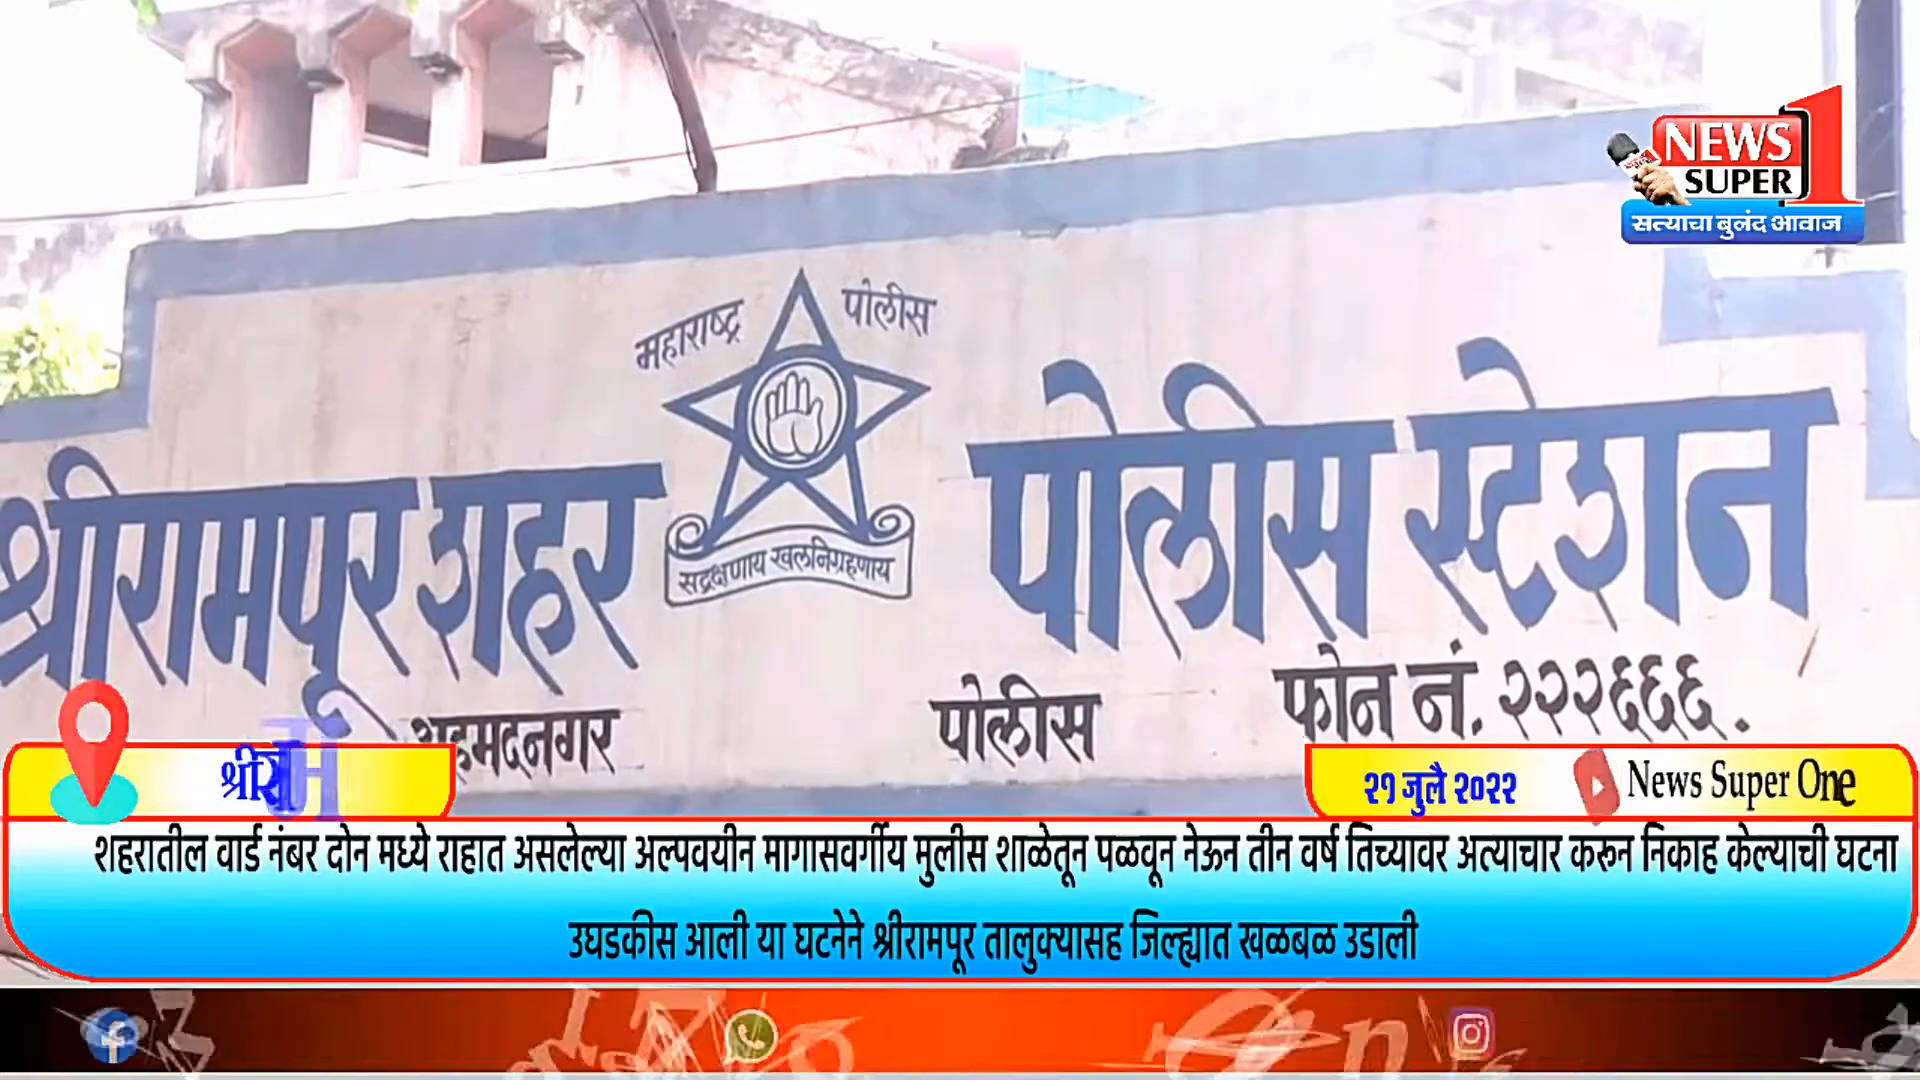 NEWS 1
SUPER
सत्याचा बुलंद आवाज
महाराष्ट्र पोलीस
श्रीरामपूर शहर पोलीस स्टेशन
सद्रक्षणाय खलनिग्रहणाय
अहमदनगर पोलीस फोन नं. २२२६६६.
२१ जुलै २०२२ News Super One
शहरातील वार्ड नंबर दोन मध्ये राहात असलेल्या अल्पवयीन मागासवर्गीय मुलीस शाळेतून पळवून नेऊन तीन वर्ष तिच्यावर अत्याचार करून निकाह केल्याची घटना
उघडकीस आली या घटनेने श्रीरामपूर तालुक्यासह जिल्ह्यात खळबळ उडाली